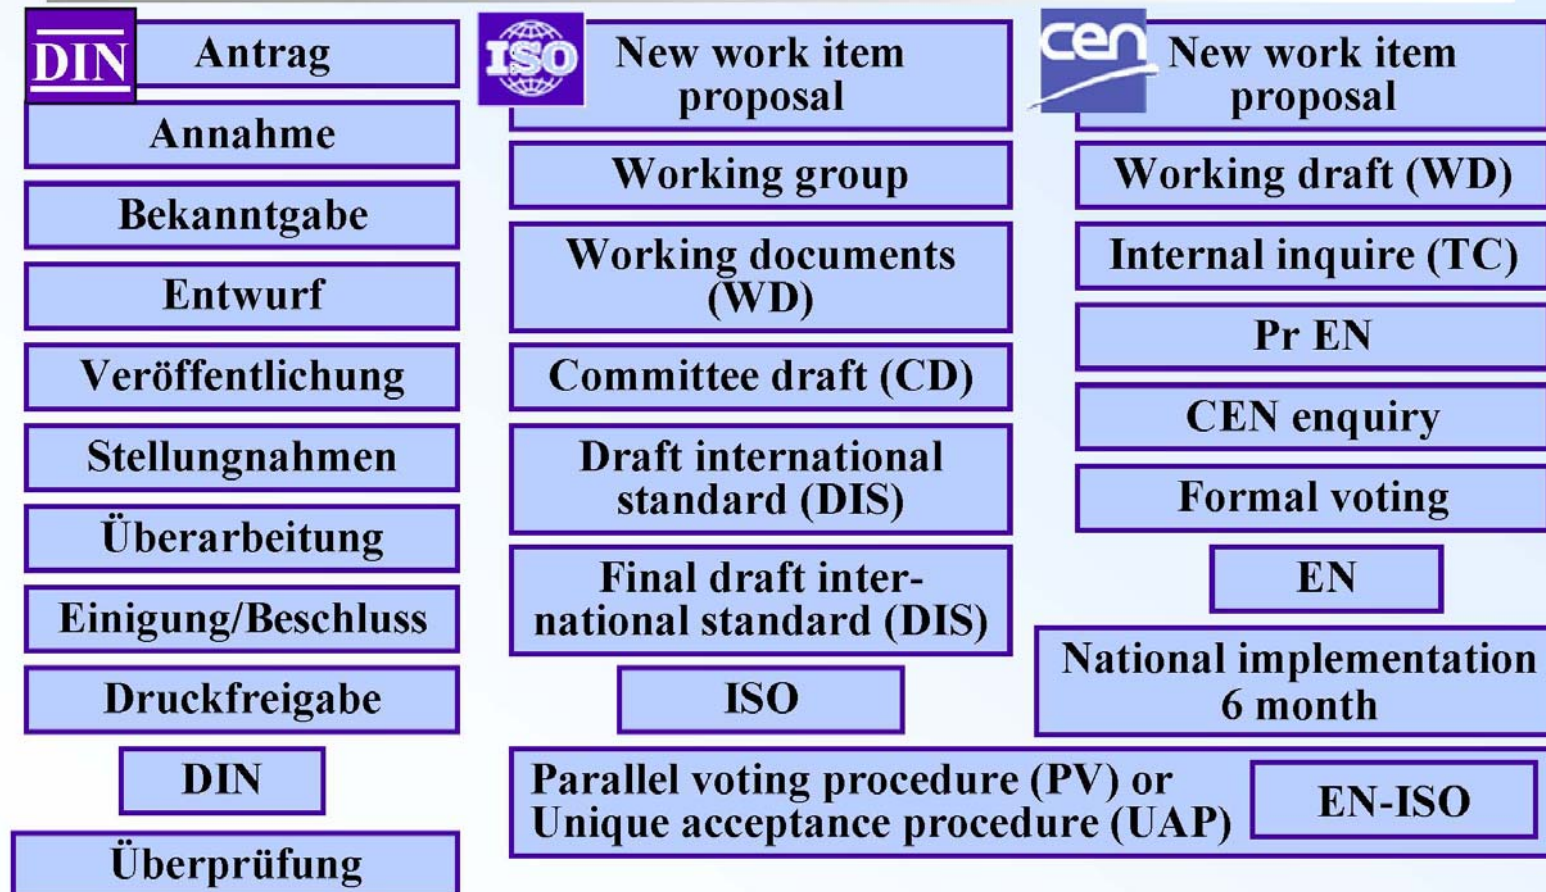 DIN
Antrag
Annahme
Bekanntgabe
Entwurf
Veröffentlichung
Stellungnahmen
Überarbeitung
Einigung/Beschluss
Druckfreigabe
DIN
Überprüfung
ISO
New work item
proposal
Working group
Working documents
(WD)
Committee draft (CD)
Draft international
standard (DIS)
Final draft inter-
national standard (DIS)
ISO
cen
New work item
proposal
Working draft (WD)
Internal inquire (TC)
Pr EN
CEN enquiry
Formal voting
EN
National implementation
6 month
Parallel voting procedure (PV) or
Unique acceptance procedure (UAP)
EN-ISO